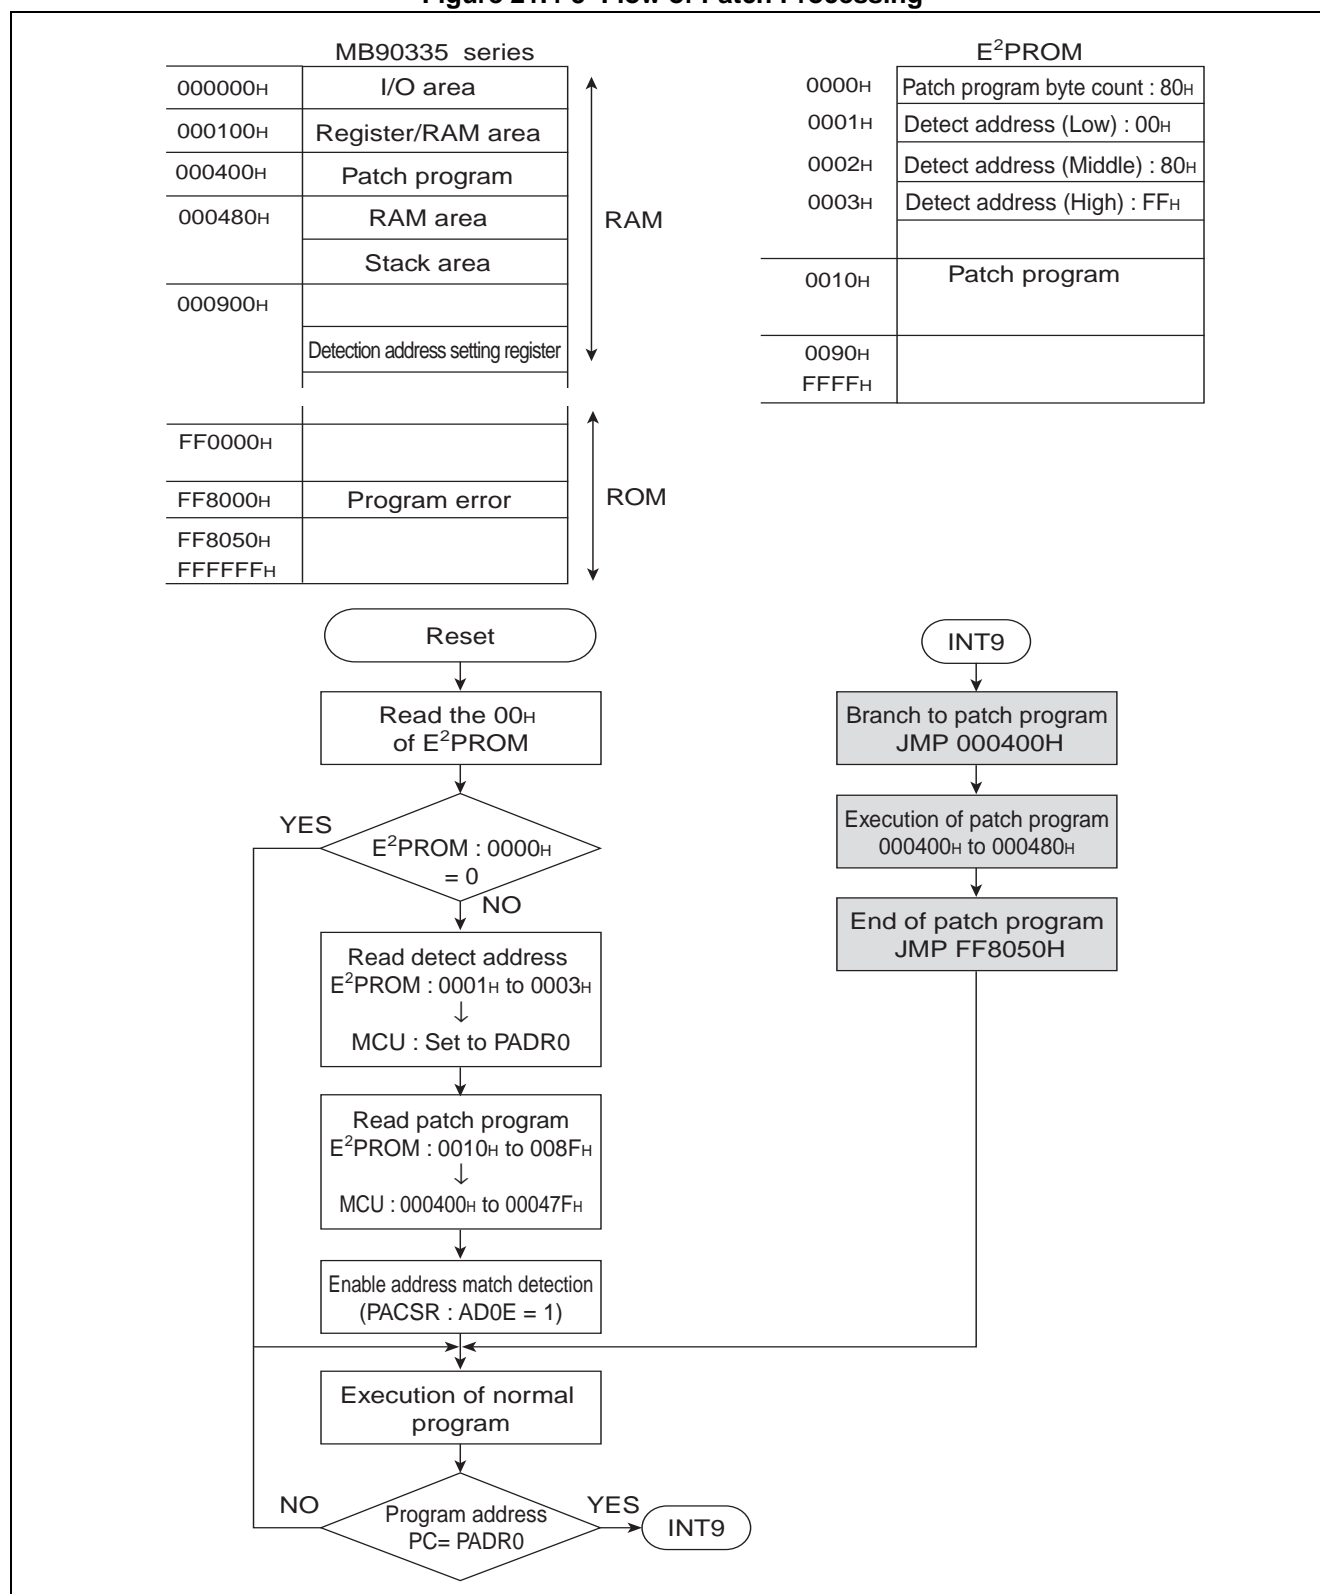 Figure 21.4-3 Flow of Patch Processing
MB90335 series
000000H I/O area
000100H Register/RAM area
000400H Patch program
000480H RAM area
Stack area
000900H
Detection address setting register
RAM
FF0000H
FF8000H Program error
FF8050H
FFFFFFH
ROM
E²PROM
0000H Patch program byte count : 80H
0001H Detect address (Low) : 00H
0002H Detect address (Middle) : 80H
0003H Detect address (High) : FFH
0010H Patch program
0090H
FFFFH
Reset
Read the 00H
of E²PROM
YES
E²PROM : 0000H
= 0
NO
Read detect address
E²PROM : 0001H to 0003H
↓
MCU : Set to PADR0
Read patch program
E²PROM : 0010H to 008FH
↓
MCU : 000400H to 00047FH
Enable address match detection
(PACSR : AD0E = 1)
Execution of normal
program
NO
Program address
PC= PADR0
YES
INT9
INT9
Branch to patch program
JMP 000400H
Execution of patch program
000400H to 000480H
End of patch program
JMP FF8050H